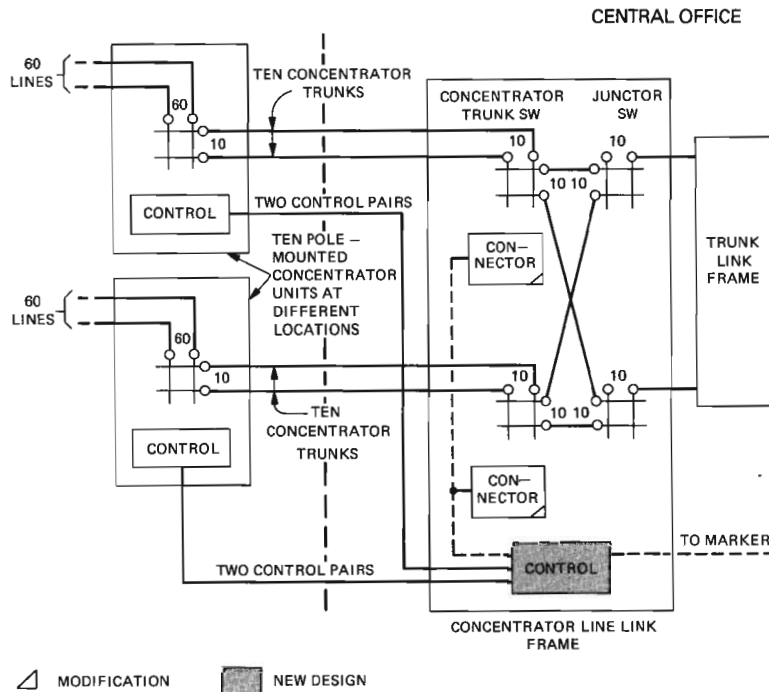 CENTRAL OFFICE
60
LINES
60
10
TEN CONCENTRATOR
TRUNKS
CONCENTRATOR
TRUNK SW
JUNCTOR
SW
10
10
10 10
CONTROL
TWO CONTROL PAIRS
TEN POLE –
MOUNTED
CONCENTRATOR
UNITS AT
DIFFERENT
LOCATIONS
CON–
NECTOR
TRUNK
LINK
FRAME
60
LINES
60
10
TEN
CONCENTRATOR
TRUNKS
10
10
10 10
CONTROL
CON–
NECTOR
TWO CONTROL PAIRS
CONTROL
TO MARKER
CONCENTRATOR LINE LINK
FRAME
MODIFICATION
NEW DESIGN